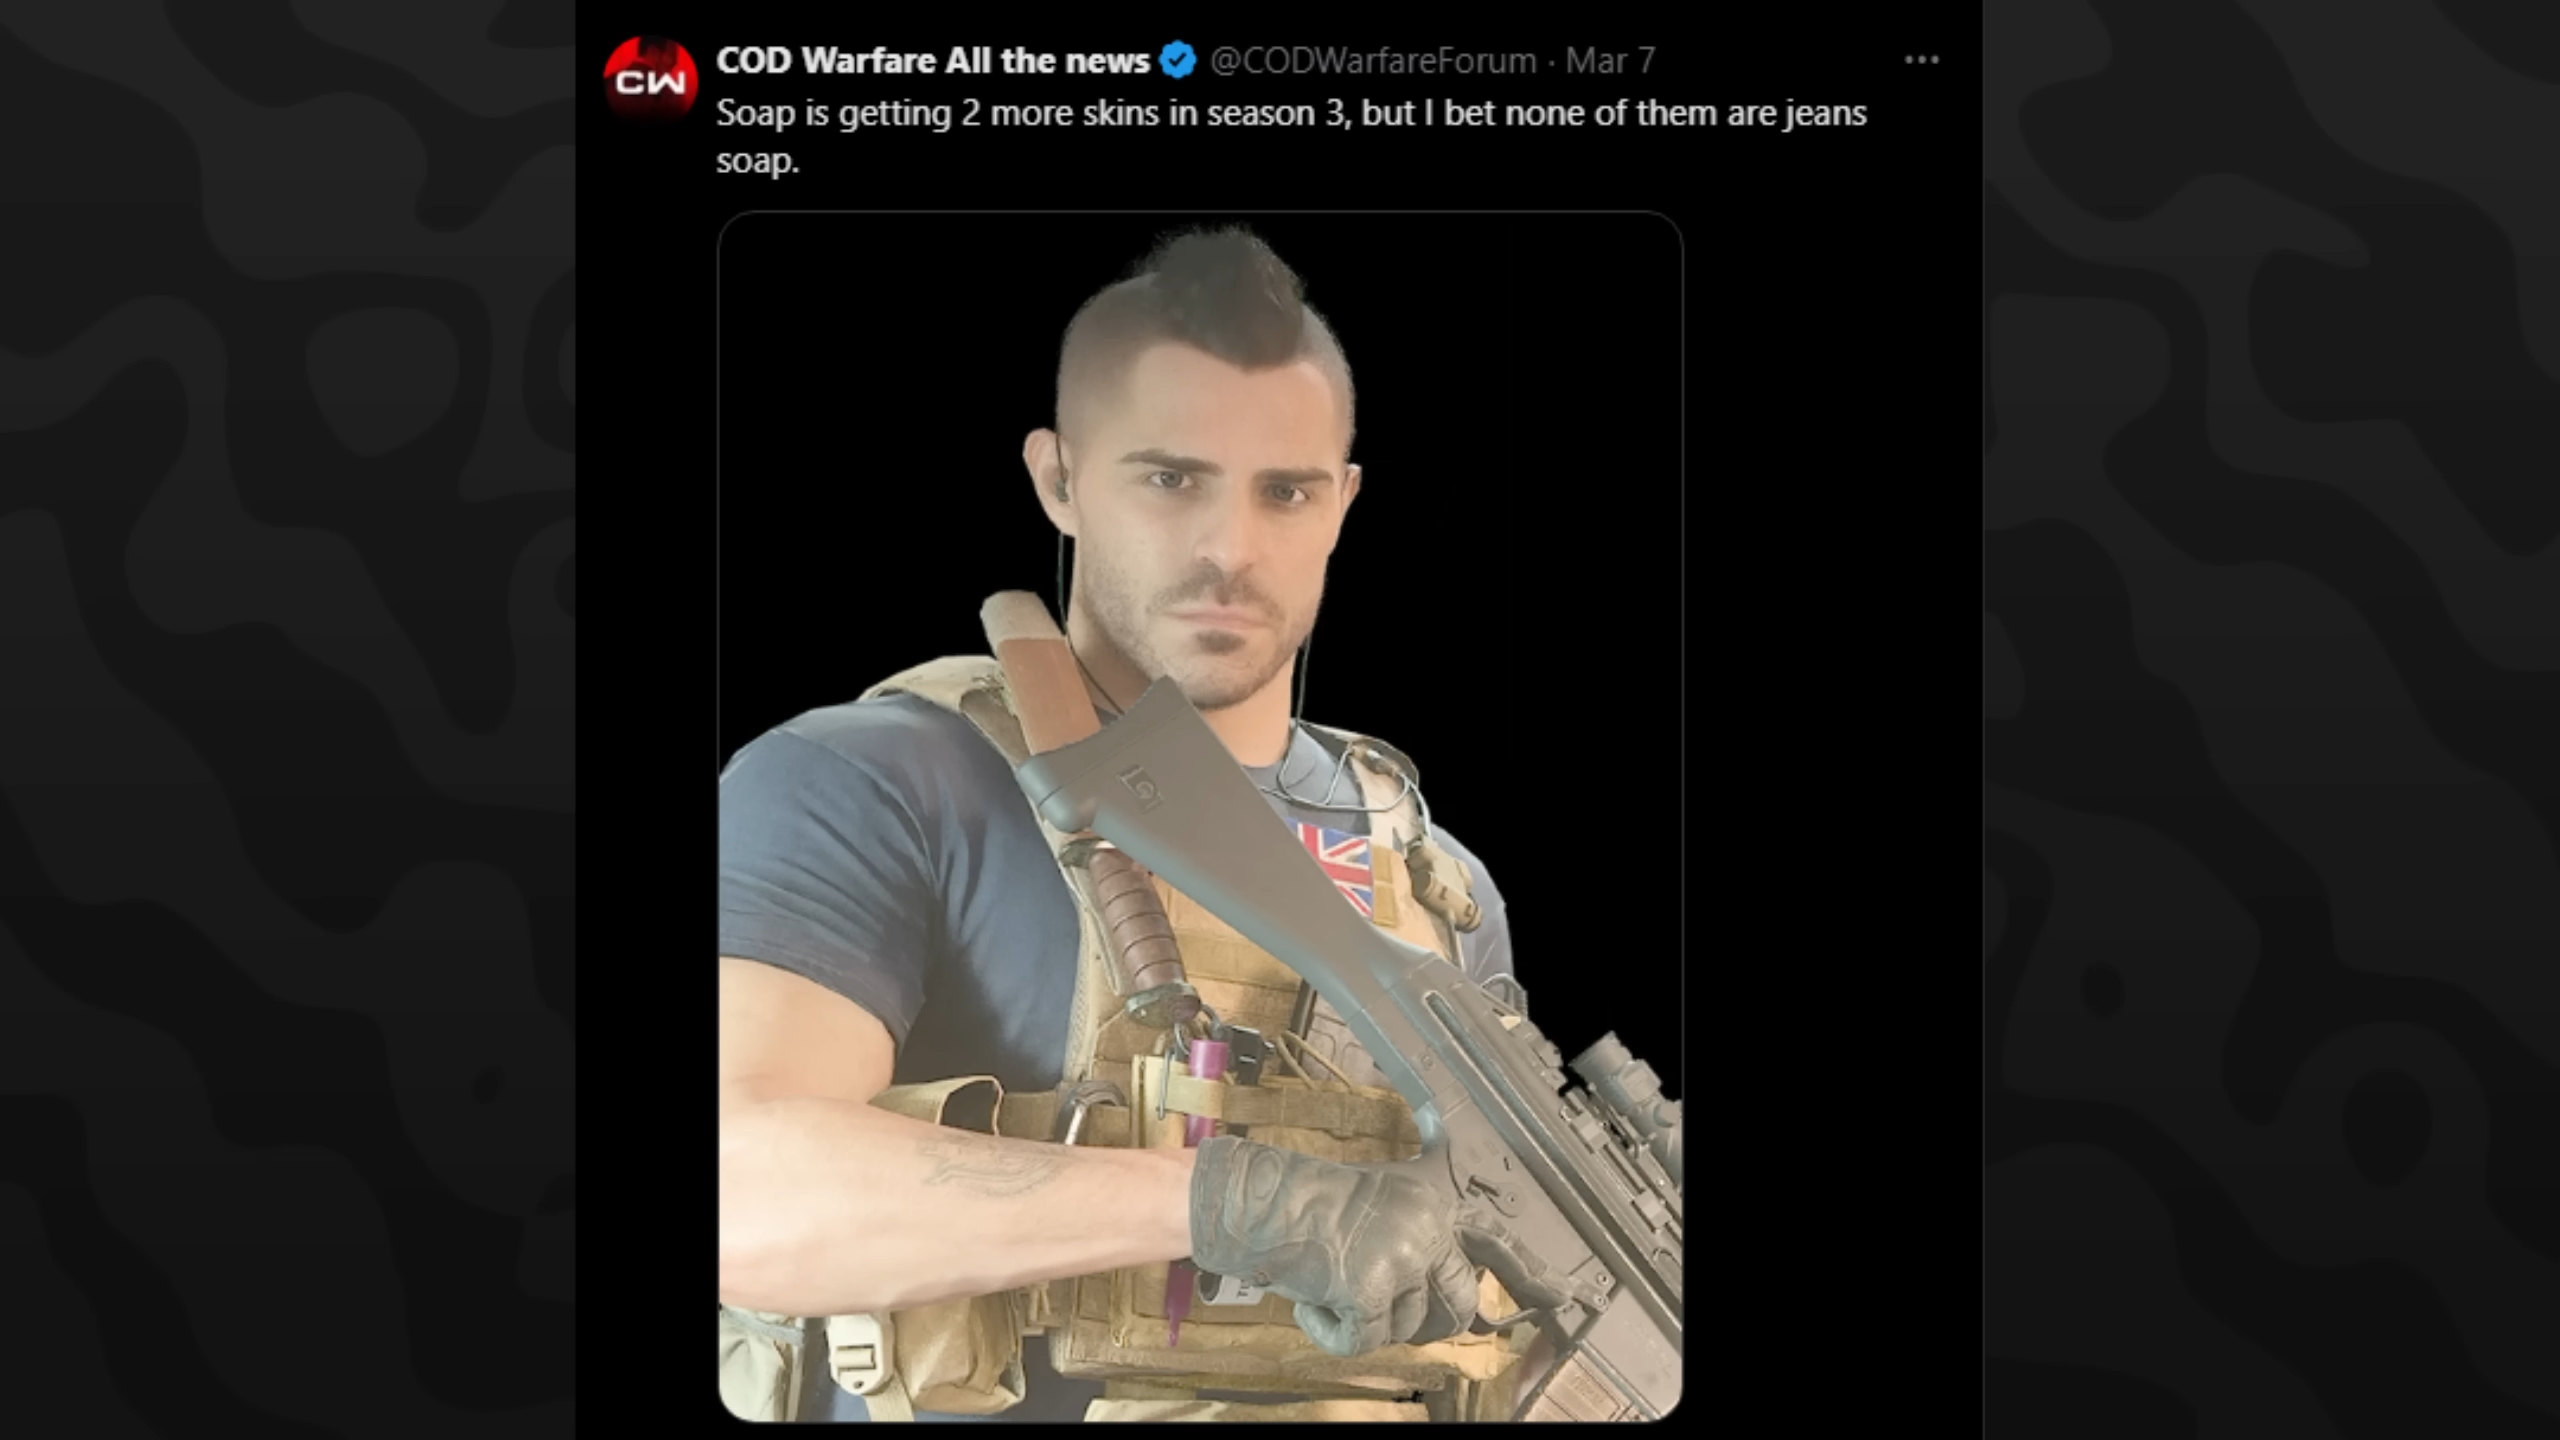 CW
COD Warfare All the news @CODWarfareForum · Mar 7
Soap is getting 2 more skins in season 3, but I bet none of them are jeans
soap.